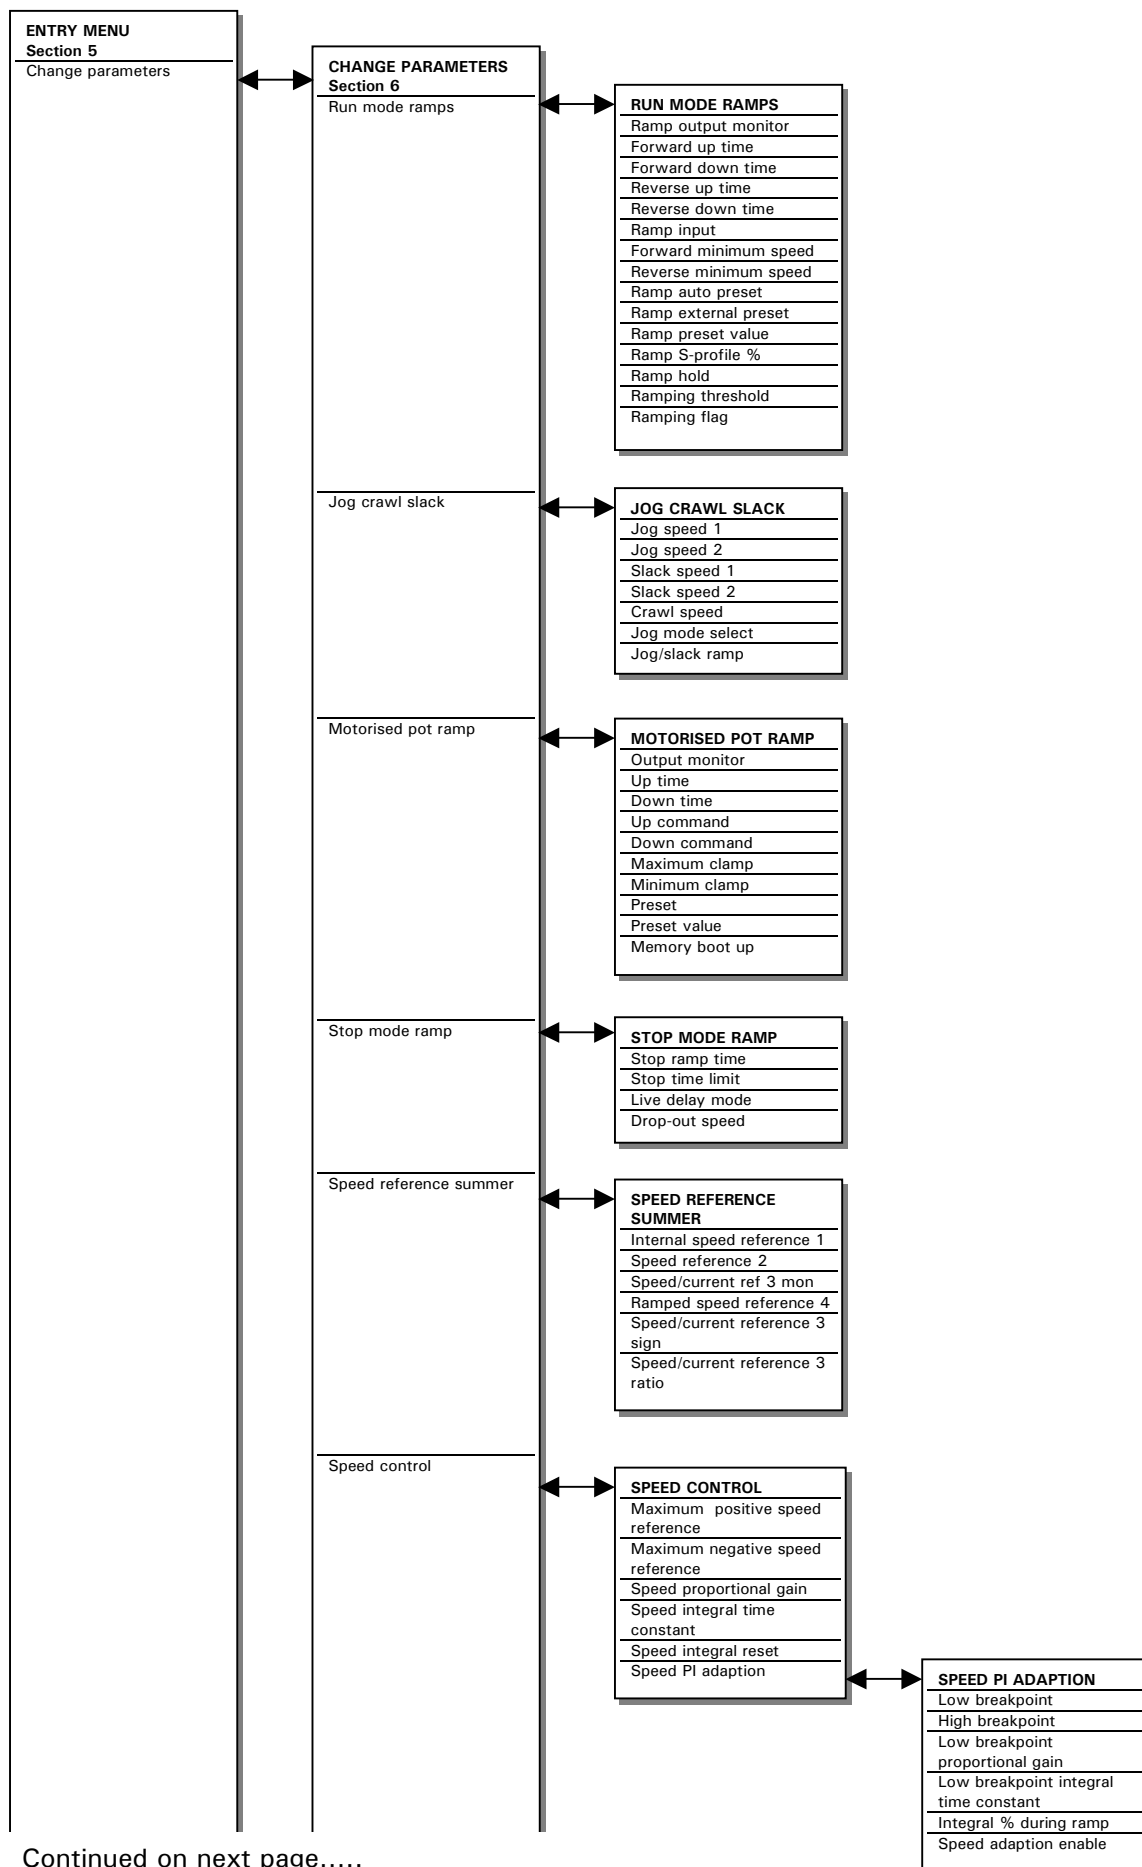 ENTRY MENU
Section 5
Change parameters
CHANGE PARAMETERS
Section 6
Run mode ramps
RUN MODE RAMPS
Ramp output monitor
Forward up time
Forward down time
Reverse up time
Reverse down time
Ramp input
Forward minimum speed
Reverse minimum speed
Ramp auto preset
Ramp external preset
Ramp preset value
Ramp S-profile %
Ramp hold
Ramping threshold
Ramping flag
Jog crawl slack
JOG CRAWL SLACK
Jog speed 1
Jog speed 2
Slack speed 1
Slack speed 2
Crawl speed
Jog mode select
Jog/slack ramp
Motorised pot ramp
MOTORISED POT RAMP
Output monitor
Up time
Down time
Up command
Down command
Maximum clamp
Minimum clamp
Preset
Preset value
Memory boot up
Stop mode ramp
STOP MODE RAMP
Stop ramp time
Stop time limit
Live delay mode
Drop-out speed
Speed reference summer
SPEED REFERENCE
SUMMER
Internal speed reference 1
Speed reference 2
Speed/current ref 3 mon
Ramped speed reference 4
Speed/current reference 3
sign
Speed/current reference 3
ratio
Speed control
SPEED CONTROL
Maximum positive speed
reference
Maximum negative speed
reference
Speed proportional gain
Speed integral time
constant
Speed integral reset
Speed PI adaption
SPEED PI ADAPTION
Low breakpoint
High breakpoint
Low breakpoint
proportional gain
Low breakpoint integral
time constant
Integral % during ramp
Speed adaption enable
Continued on next page.....